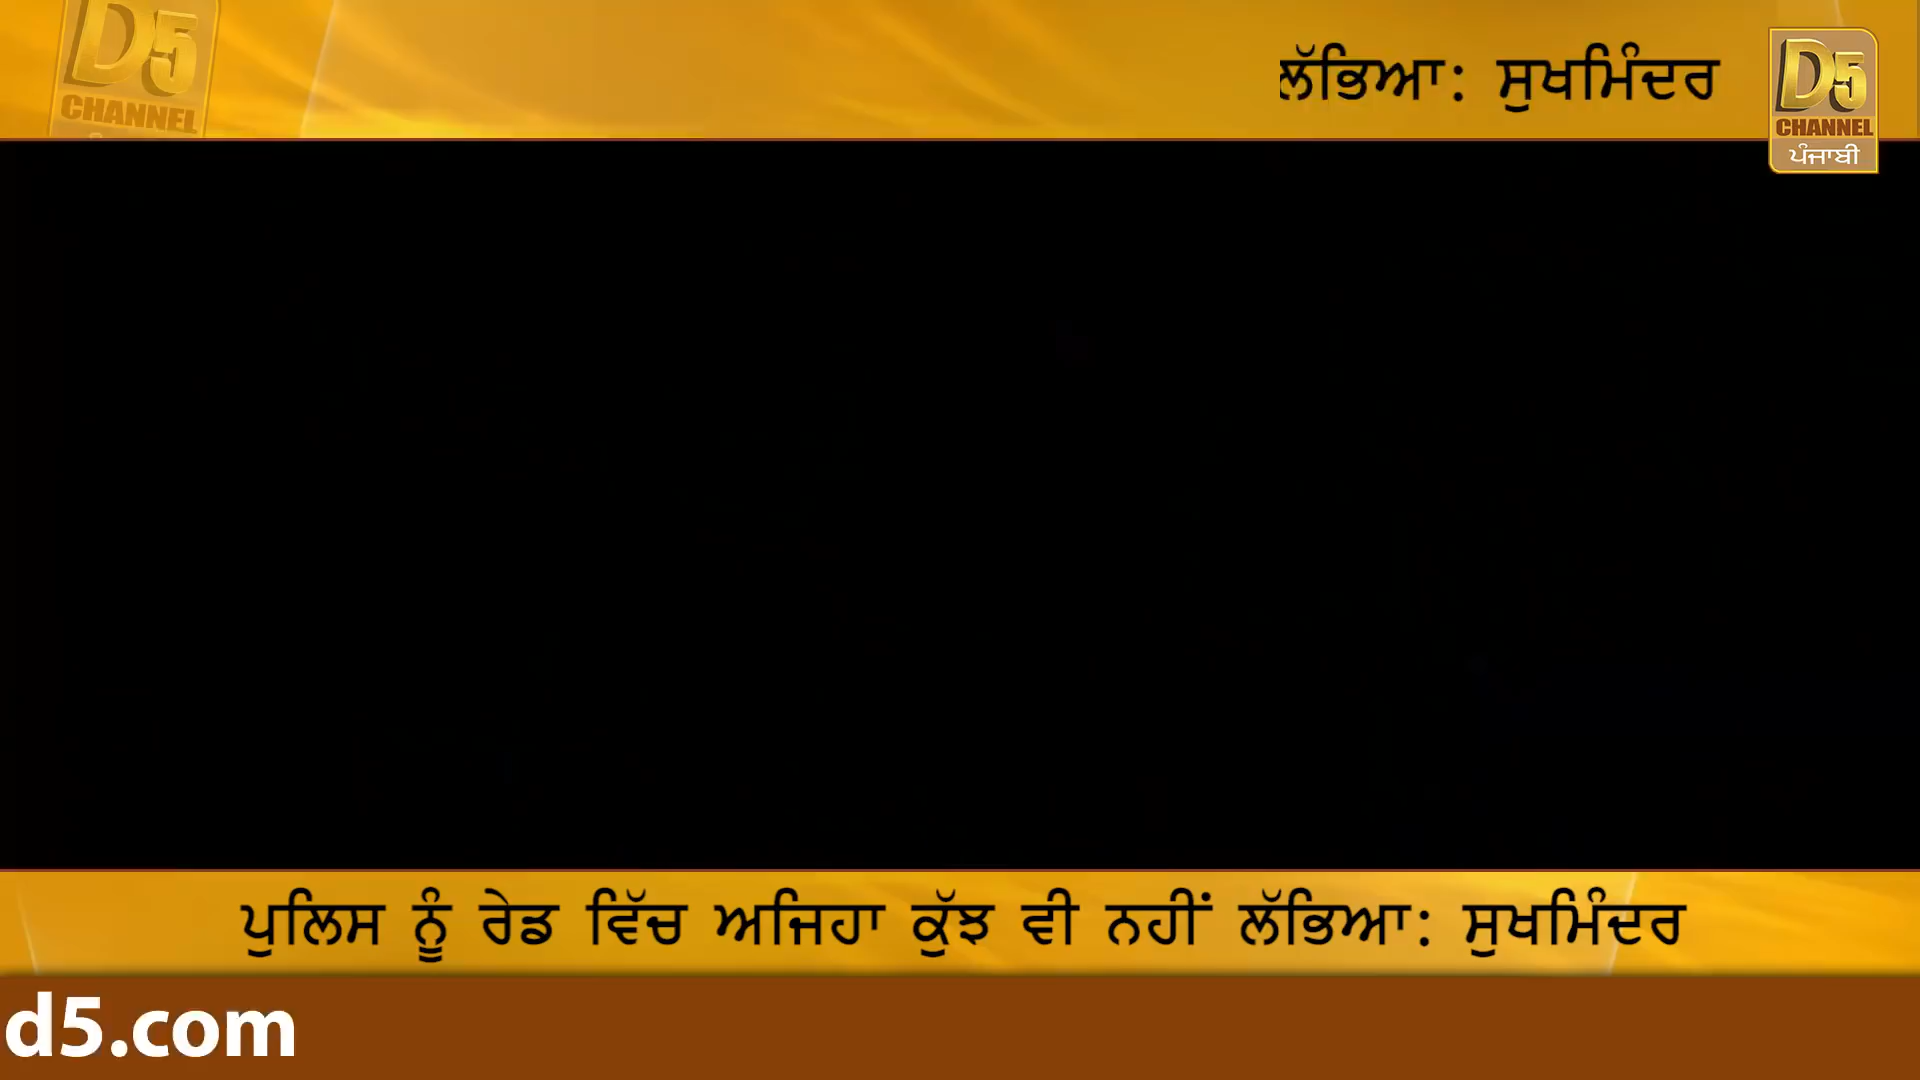 D5
CHANNEL
ਲੱਭਿਆ: ਸੁਖਮਿੰਦਰ
D5
CHANNEL
ਪੰਜਾਬੀ
ਪੁਲਿਸ ਨੂੰ ਰੇਡ ਵਿੱਚ ਅਜਿਹਾ ਕੁੱਝ ਵੀ ਨਹੀਂ ਲੱਭਿਆ: ਸੁਖਮਿੰਦਰ
d5.com